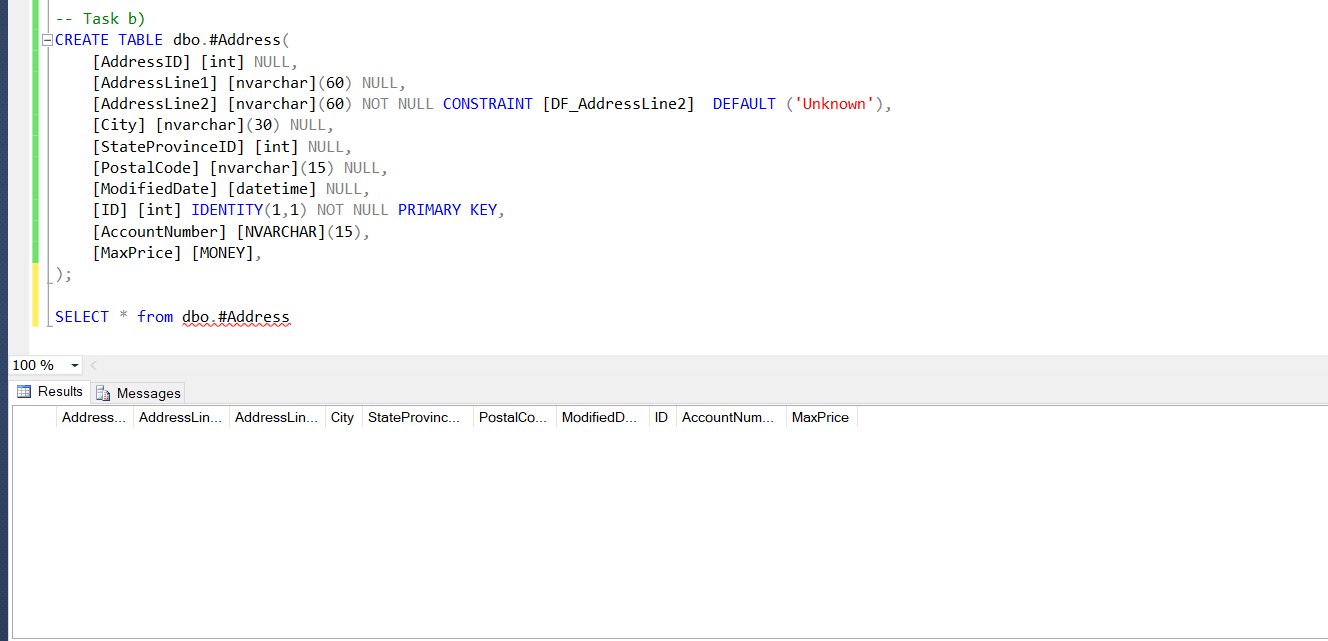 -- Task b)
CREATE TABLE dbo.#Address(
[AddressID] [int] NULL,
[AddressLine1] [nvarchar](60) NULL,
[AddressLine2] [nvarchar](60) NOT NULL CONSTRAINT [DF_AddressLine2]  DEFAULT ('Unknown'),
[City] [nvarchar](30) NULL,
[StateProvinceID] [int] NULL,
[PostalCode] [nvarchar](15) NULL,
[ModifiedDate] [datetime] NULL,
[ID] [int] IDENTITY(1,1) NOT NULL PRIMARY KEY,
[AccountNumber] [NVARCHAR](15),
[MaxPrice] [MONEY],
);
SELECT * from dbo.#Address
100 %
Results Messages
Address... AddressLin... AddressLin... City StateProvinc... PostalCo... ModifiedD... ID AccountNum... MaxPrice